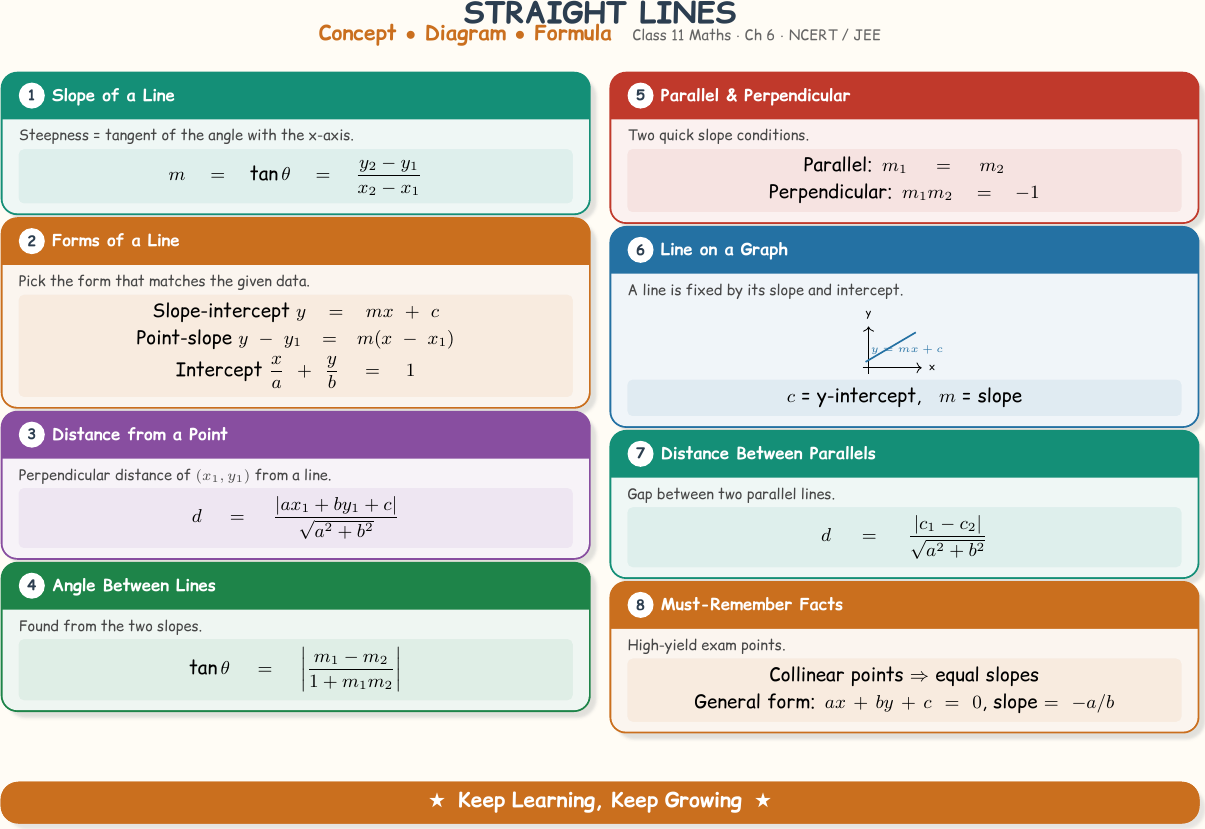 STRAIGHT LINES
Concept • Diagram • Formula Class 11 Maths · Ch 6 · NCERT / JEE
1 Slope of a Line
Steepness = tangent of the angle with the x-axis.
m = tan θ = (y₂ − y₁)/(x₂ − x₁)
2 Forms of a Line
Pick the form that matches the given data.
Slope-intercept y = mx + c
Point-slope y − y₁ = m(x − x₁)
Intercept x/a + y/b = 1
3 Distance from a Point
Perpendicular distance of (x₁, y₁) from a line.
d = |ax₁ + by₁ + c|/√(a² + b²)
4 Angle Between Lines
Found from the two slopes.
tan θ = |(m₁ − m₂)/(1 + m₁m₂)|
5 Parallel & Perpendicular
Two quick slope conditions.
Parallel: m₁ = m₂
Perpendicular: m₁m₂ = −1
6 Line on a Graph
A line is fixed by its slope and intercept.
y
y = mx + c
x
c = y-intercept, m = slope
7 Distance Between Parallels
Gap between two parallel lines.
d = |c₁ − c₂|/√(a² + b²)
8 Must-Remember Facts
High-yield exam points.
Collinear points ⇒ equal slopes
General form: ax + by + c = 0, slope = −a/b
★ Keep Learning, Keep Growing ★